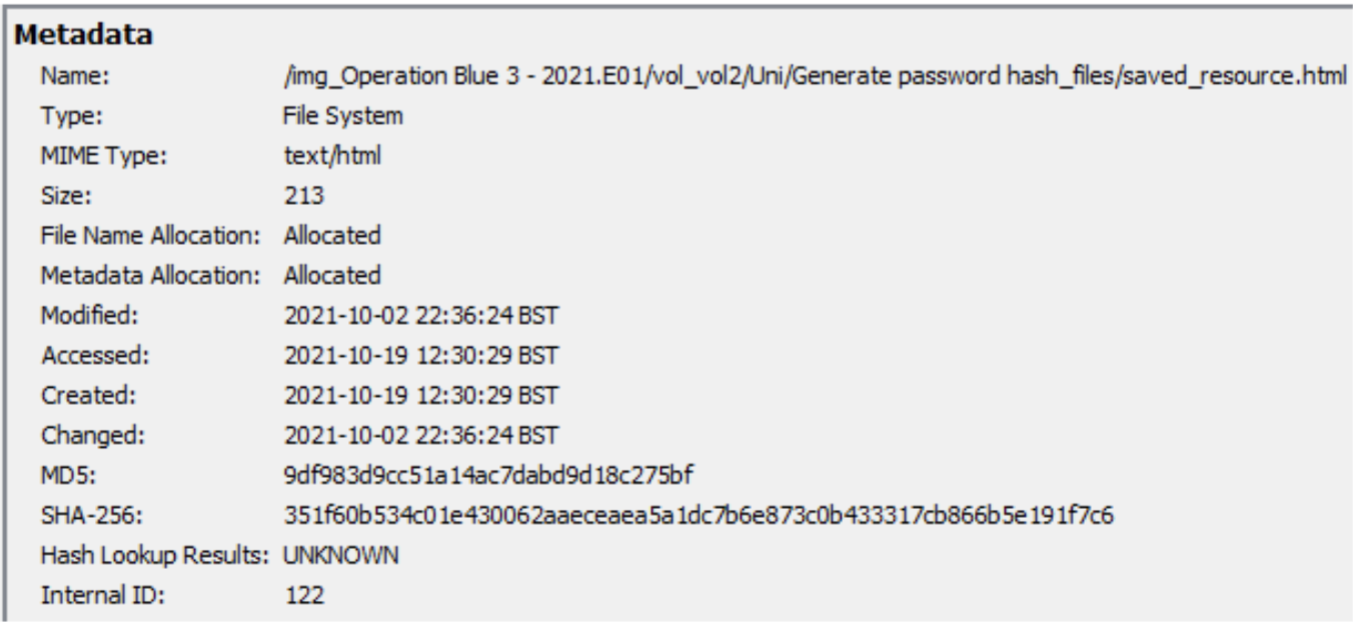 Metadata
Name: /img_Operation Blue 3 - 2021.E01/vol_vol2/Uni/Generate password hash_files/saved_resource.html
Type: File System
MIME Type: text/html
Size: 213
File Name Allocation: Allocated
Metadata Allocation: Allocated
Modified: 2021-10-02 22:36:24 BST
Accessed: 2021-10-19 12:30:29 BST
Created: 2021-10-19 12:30:29 BST
Changed: 2021-10-02 22:36:24 BST
MD5: 9df983d9cc51a14ac7dabd9d18c275bf
SHA-256: 351f60b534c01e430062aaeceaea5a1dc7b6e873c0b433317cb866b5e191f7c6
Hash Lookup Results: UNKNOWN
Internal ID: 122